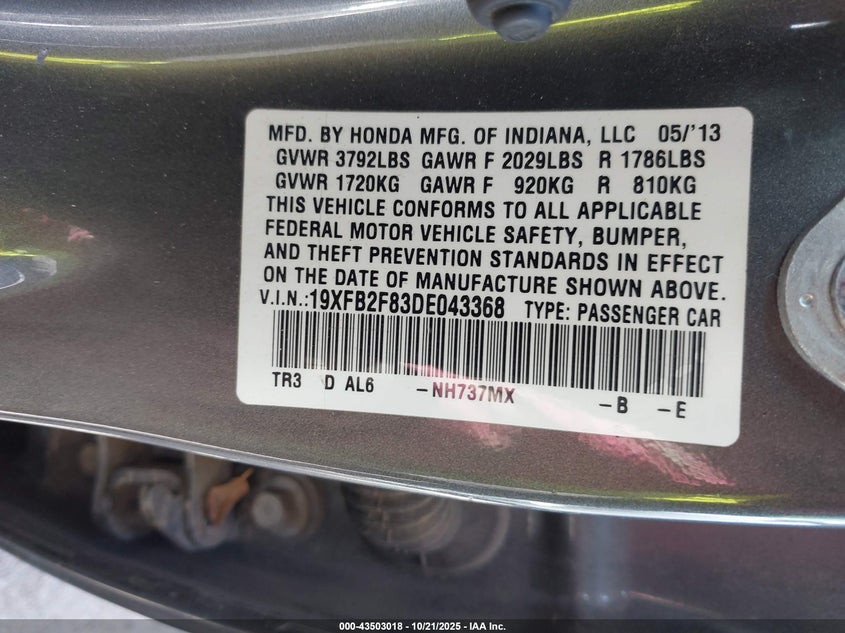 MFD. BY HONDA MFG. OF INDIANA, LLC 05/'13
GVWR 3792LBS GAWR F 2029LBS R 1786LBS
GVWR 1720KG GAWR F 920KG R 810KG
THIS VEHICLE CONFORMS TO ALL APPLICABLE
FEDERAL MOTOR VEHICLE SAFETY, BUMPER,
AND THEFT PREVENTION STANDARDS IN EFFECT
ON THE DATE OF MANUFACTURE SHOWN ABOVE.
V.I.N.:19XFB2F83DE043368 TYPE: PASSENGER CAR
TR3 D AL6 -NH737MX -B -E
000-43503018 - 10/21/2025 - IAA Inc.